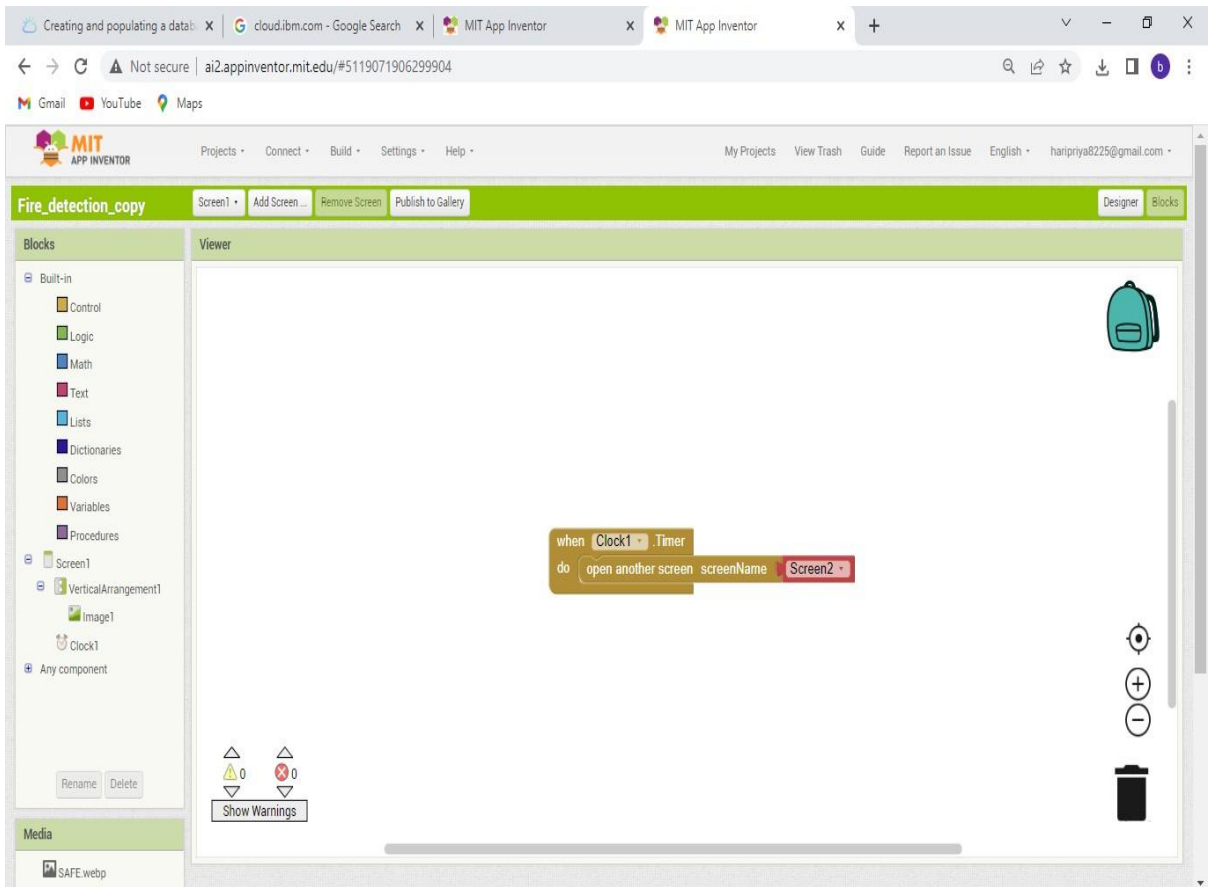 Creating and populating a datab
cloud.ibm.com - Google Search
MIT App Inventor
MIT App Inventor
Not secure
ai2.appinventor.mit.edu/#5119071906299904
b
Gmail YouTube Maps
MIT
APP INVENTOR
Projects Connect Build Settings Help
My Projects View Trash Guide Report an Issue English haripriya8225@gmail.com
Fire_detection_copy
Screen1 Add Screen ... Remove Screen Publish to Gallery
Designer Blocks
Blocks
Viewer
Built-in
Control
Logic
Math
Text
Lists
Dictionaries
Colors
Variables
Procedures
Screen1
VerticalArrangement1
Image1
Clock1
Any component
when Clock1 .Timer
do open another screen screenName Screen2
0 0
Show Warnings
Rename Delete
Media
SAFE.webp